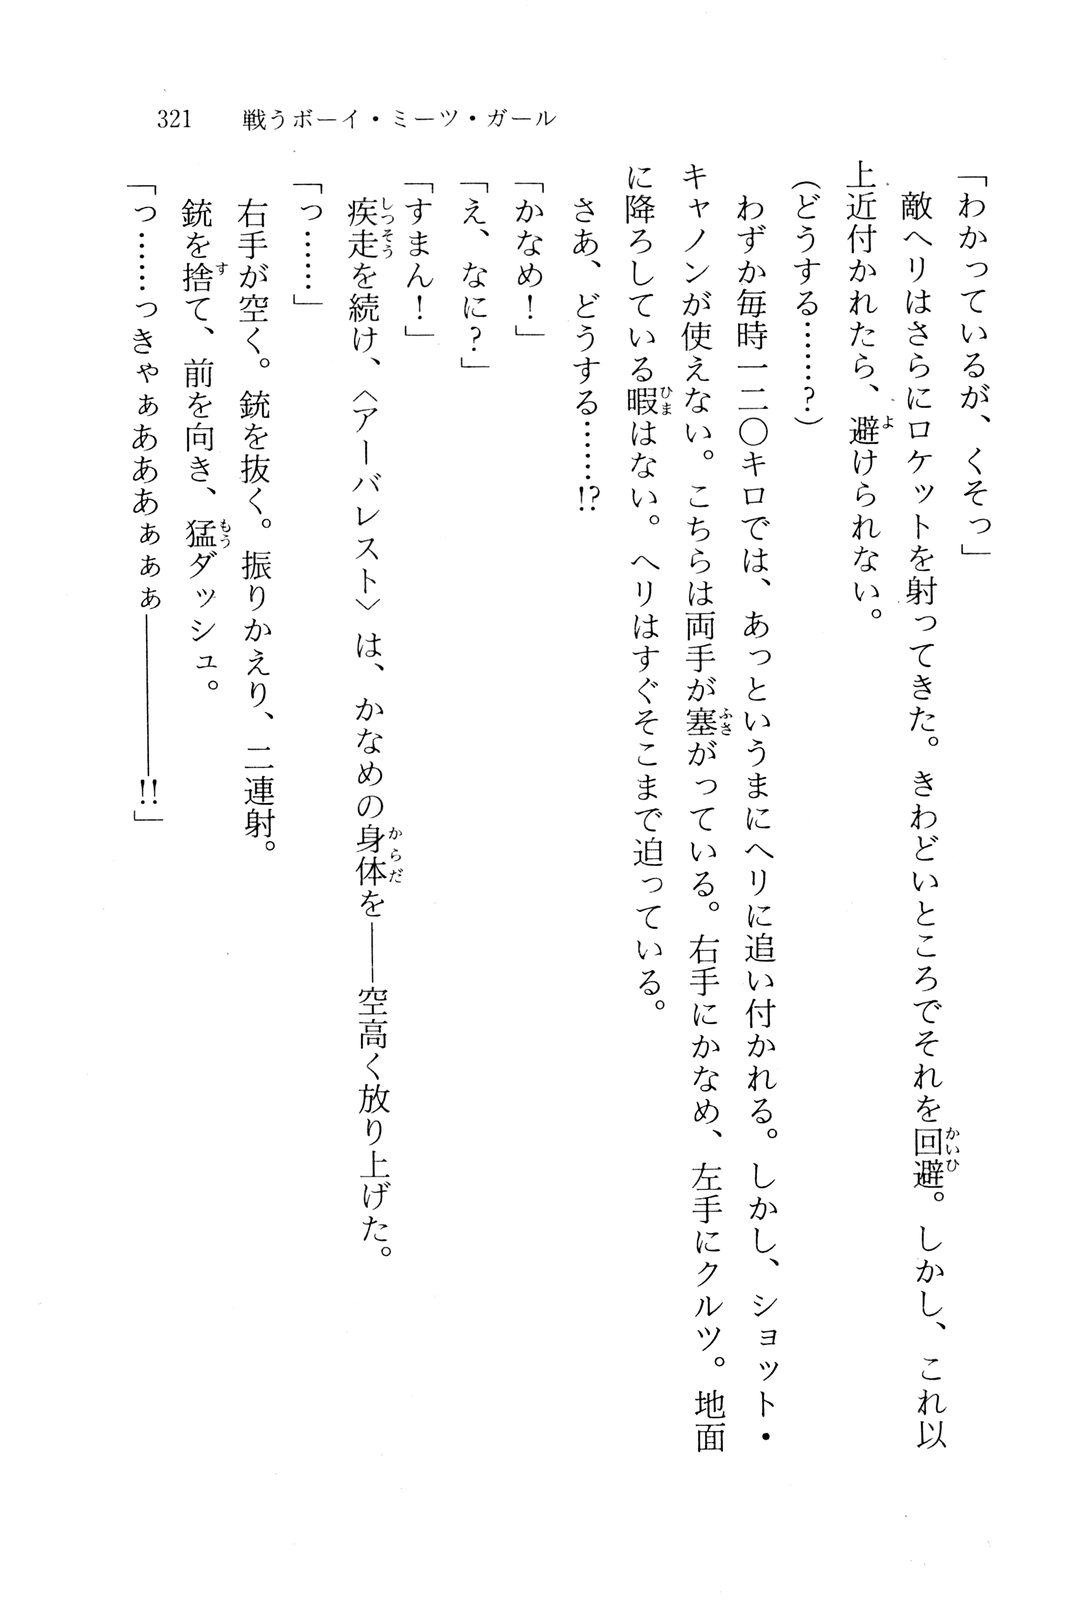 321　戦うボーイ・ミーツ・ガール
「わかっているが、くそっ」
　敵ヘリはさらにロケットを射ってきた。きわどいところでそれを回避。しかし、これ以
上近付かれたら、避けられない。
（どうする……？）
　わずか毎時一二〇キロでは、あっというまにヘリに追い付かれる。しかし、ショット・
キャノンが使えない。こちらは両手が塞がっている。右手にかなめ、左手にクルツ。地面
に降ろしている暇はない。ヘリはすぐそこまで迫っている。
　さあ、どうする……!?
「かなめ！」
「え、なに？」
「すまん！」
　疾走を続け、〈アーバレスト〉は、かなめの身体を――空高く放り上げた。
「っ……」
　右手が空く。銃を抜く。振りかえり、二連射。
　銃を捨て、前を向き、猛ダッシュ。
「っ……っきゃぁあああぁぁぁ―――――!!」